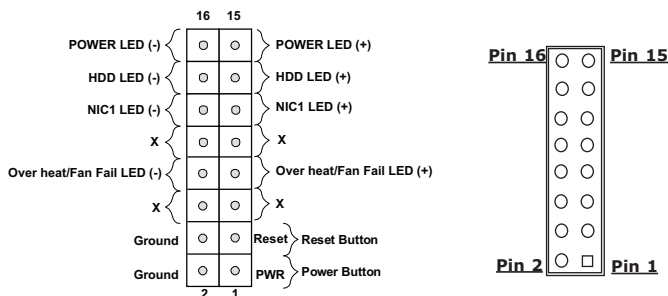 16 15
POWER LED (-) POWER LED (+)
HDD LED (-) HDD LED (+)
NIC1 LED (-) NIC1 LED (+)
X X
Over heat/Fan Fail LED (-) Over heat/Fan Fail LED (+)
X X
Ground Reset Reset Button
Ground PWR Power Button
2 1
Pin 16 Pin 15
Pin 2 Pin 1